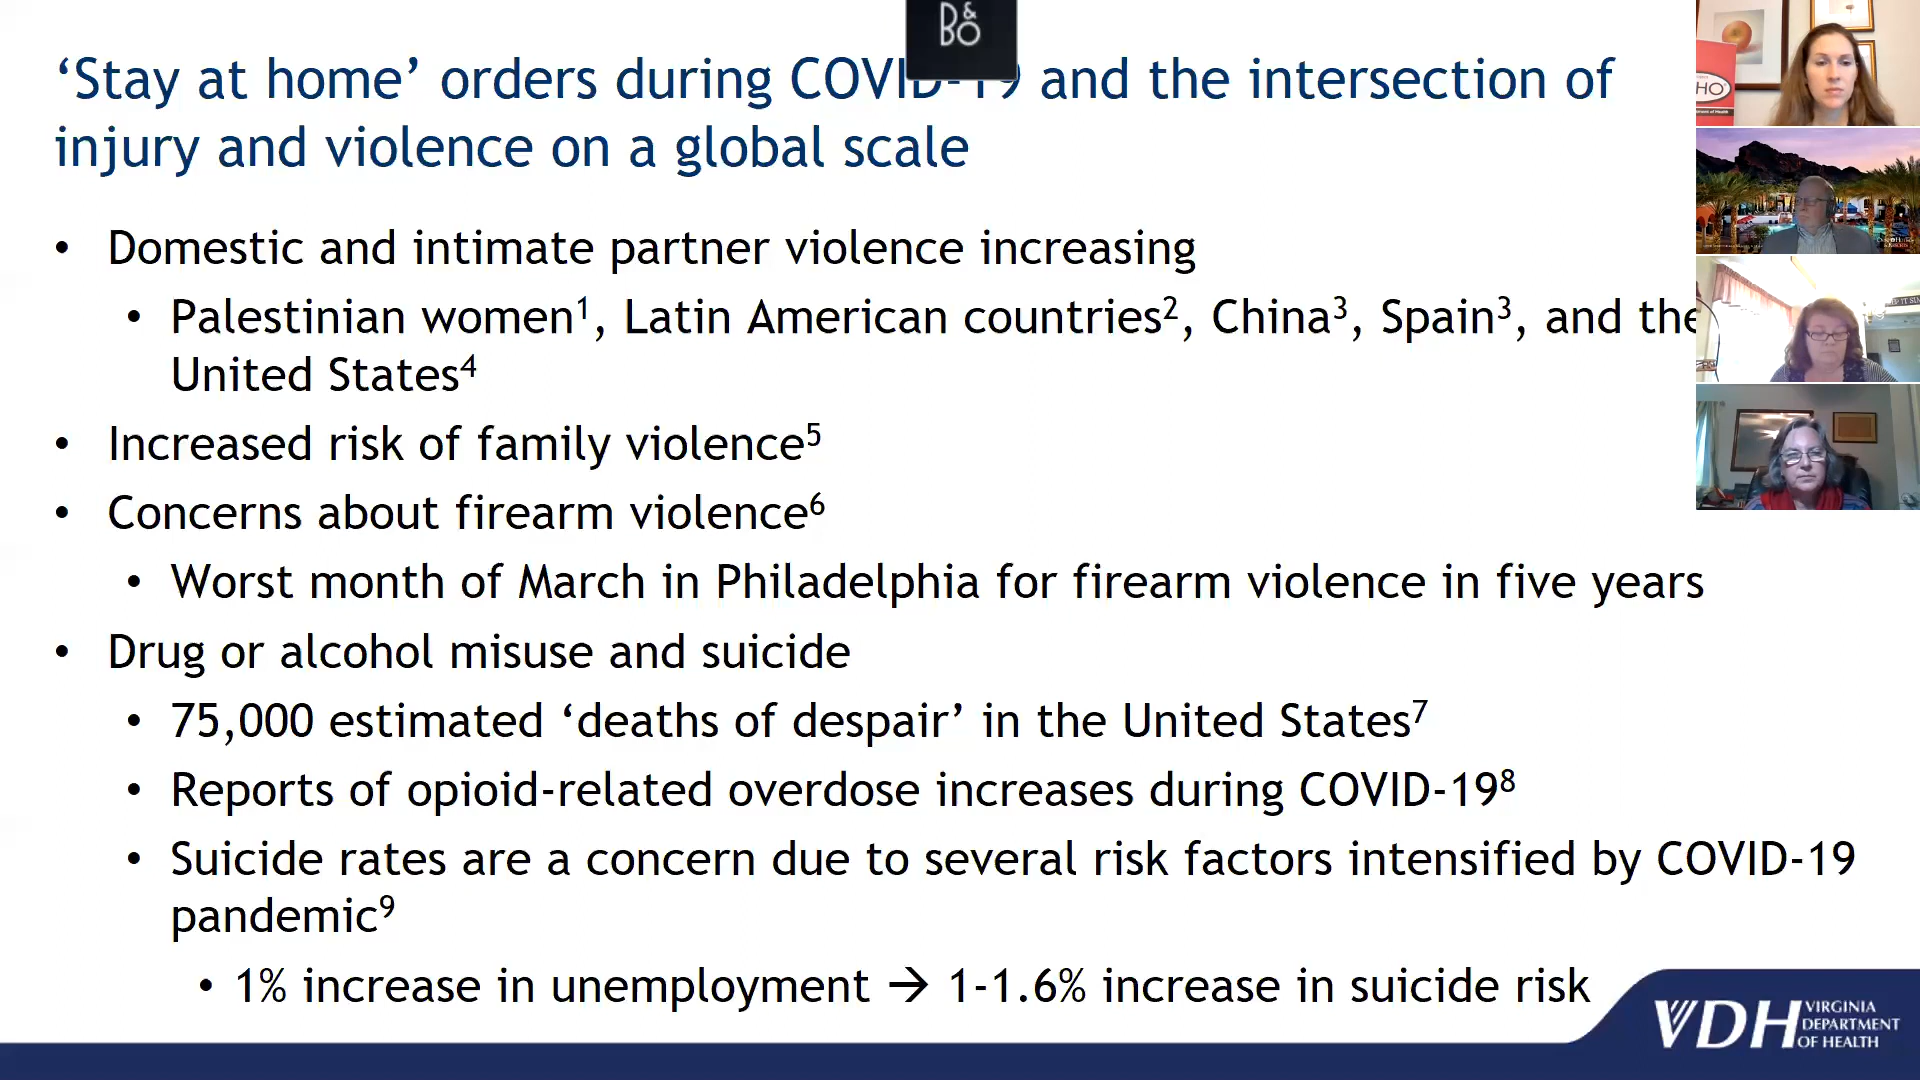 B&O
‘Stay at home’ orders during COVID-19 and the intersection of
injury and violence on a global scale
• Domestic and intimate partner violence increasing
• Palestinian women¹, Latin American countries², China³, Spain³, and the
United States⁴
• Increased risk of family violence⁵
• Concerns about firearm violence⁶
• Worst month of March in Philadelphia for firearm violence in five years
• Drug or alcohol misuse and suicide
• 75,000 estimated ‘deaths of despair’ in the United States⁷
• Reports of opioid-related overdose increases during COVID-19⁸
• Suicide rates are a concern due to several risk factors intensified by COVID-19
pandemic⁹
• 1% increase in unemployment → 1-1.6% increase in suicide risk
VDH VIRGINIA
DEPARTMENT
OF HEALTH
HO